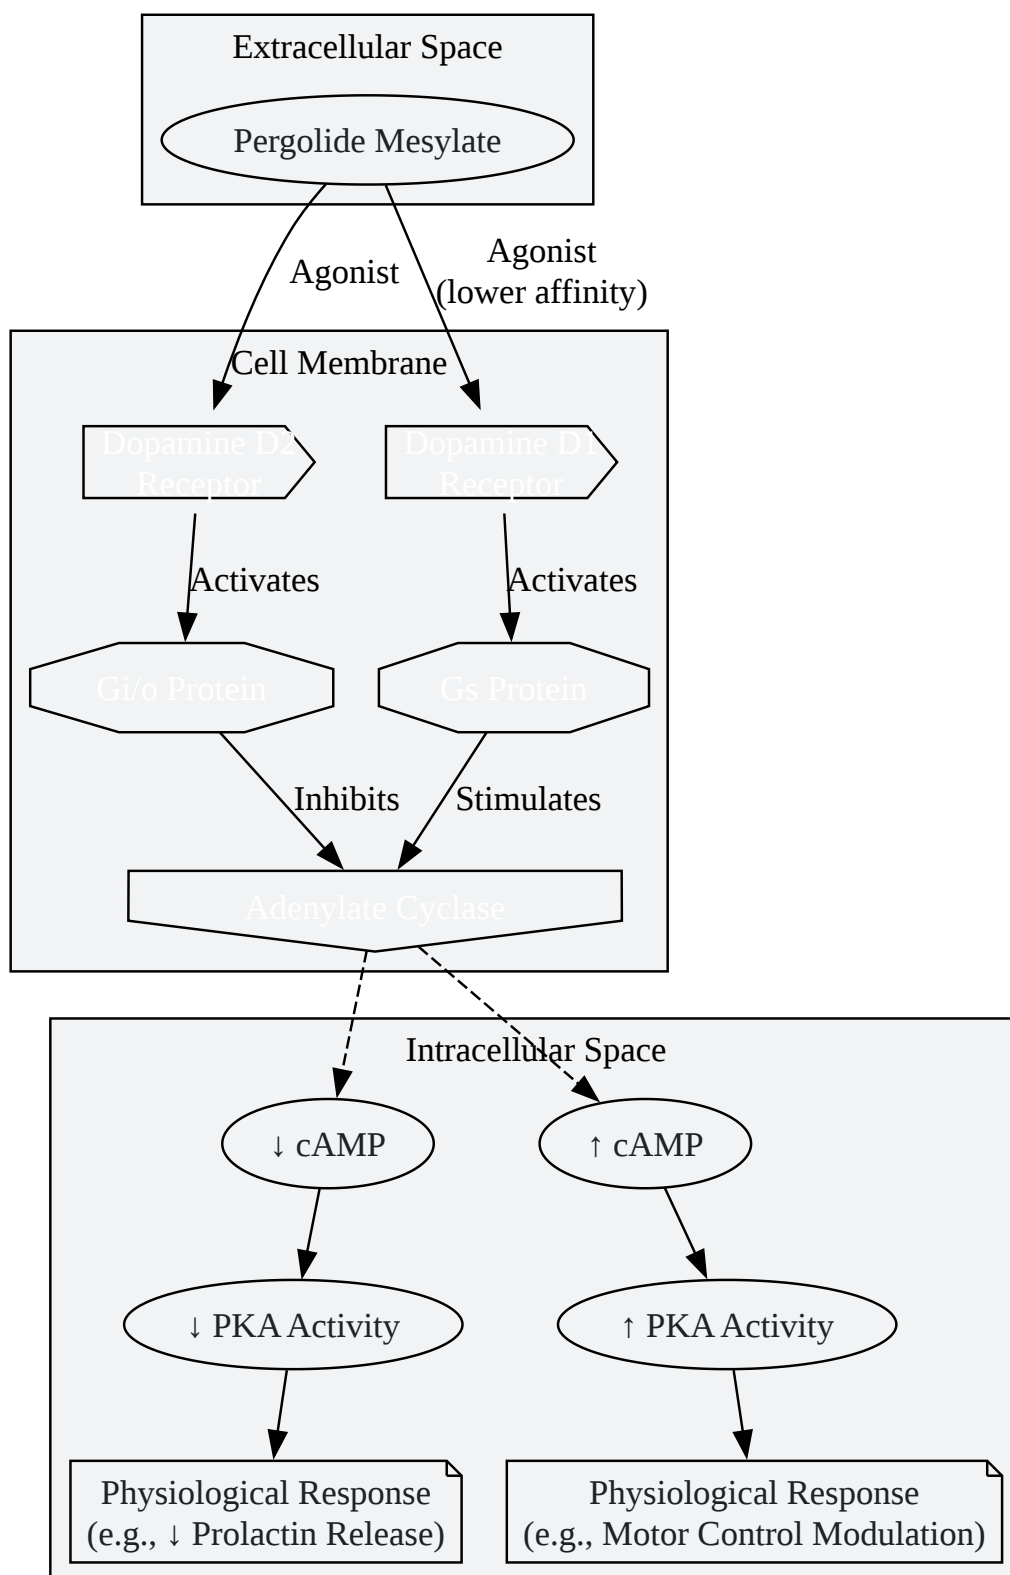 Extracellular Space
Pergolide Mesylate
Agonist
Agonist
(lower affinity)
Cell Membrane
Dopamine D2
Receptor
Dopamine D1
Receptor
Activates
Activates
Gi/o Protein
Gs Protein
Inhibits
Stimulates
Adenylate Cyclase
Intracellular Space
↓ cAMP
↑ cAMP
↓ PKA Activity
↑ PKA Activity
Physiological Response
(e.g., ↓ Prolactin Release)
Physiological Response
(e.g., Motor Control Modulation)